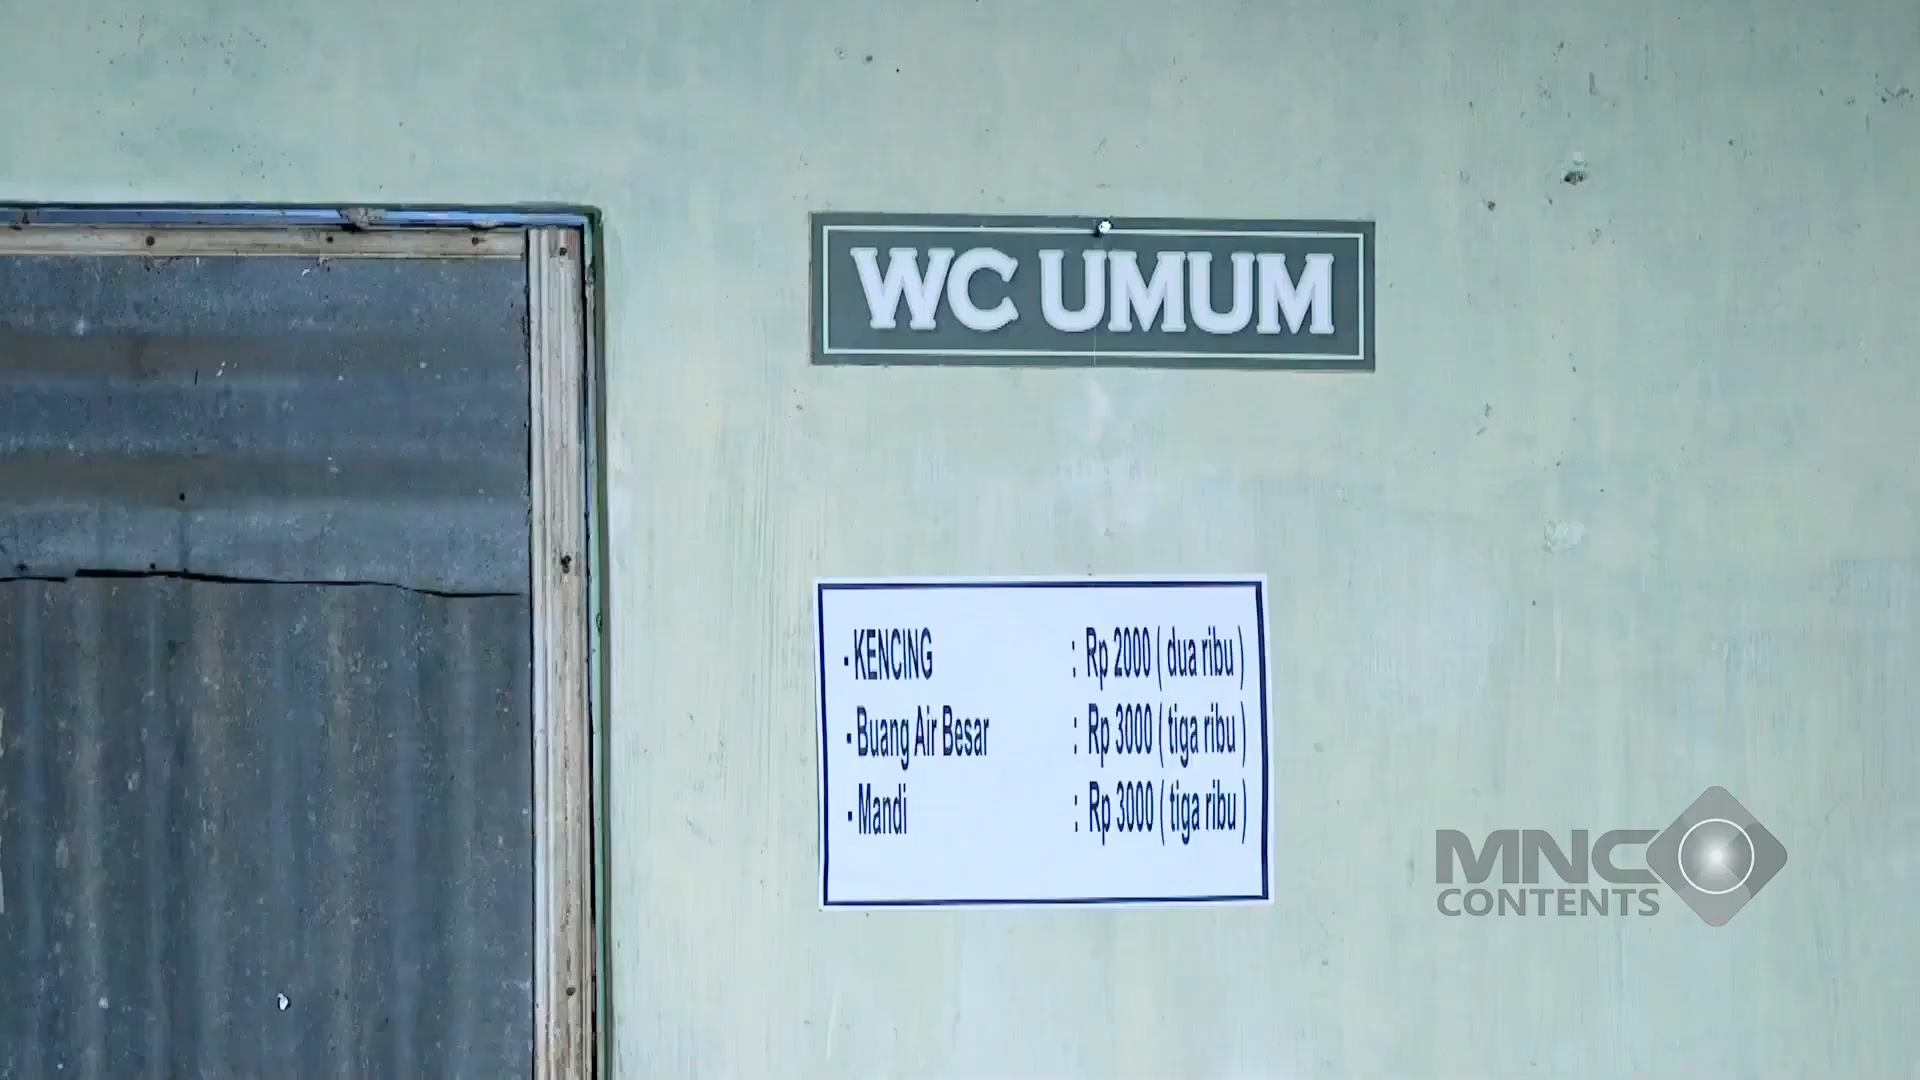 WC UMUM
- KENCING : Rp 2000 ( dua ribu )
- Buang Air Besar : Rp 3000 ( tiga ribu )
- Mandi : Rp 3000 ( tiga ribu )
MNC
CONTENTS